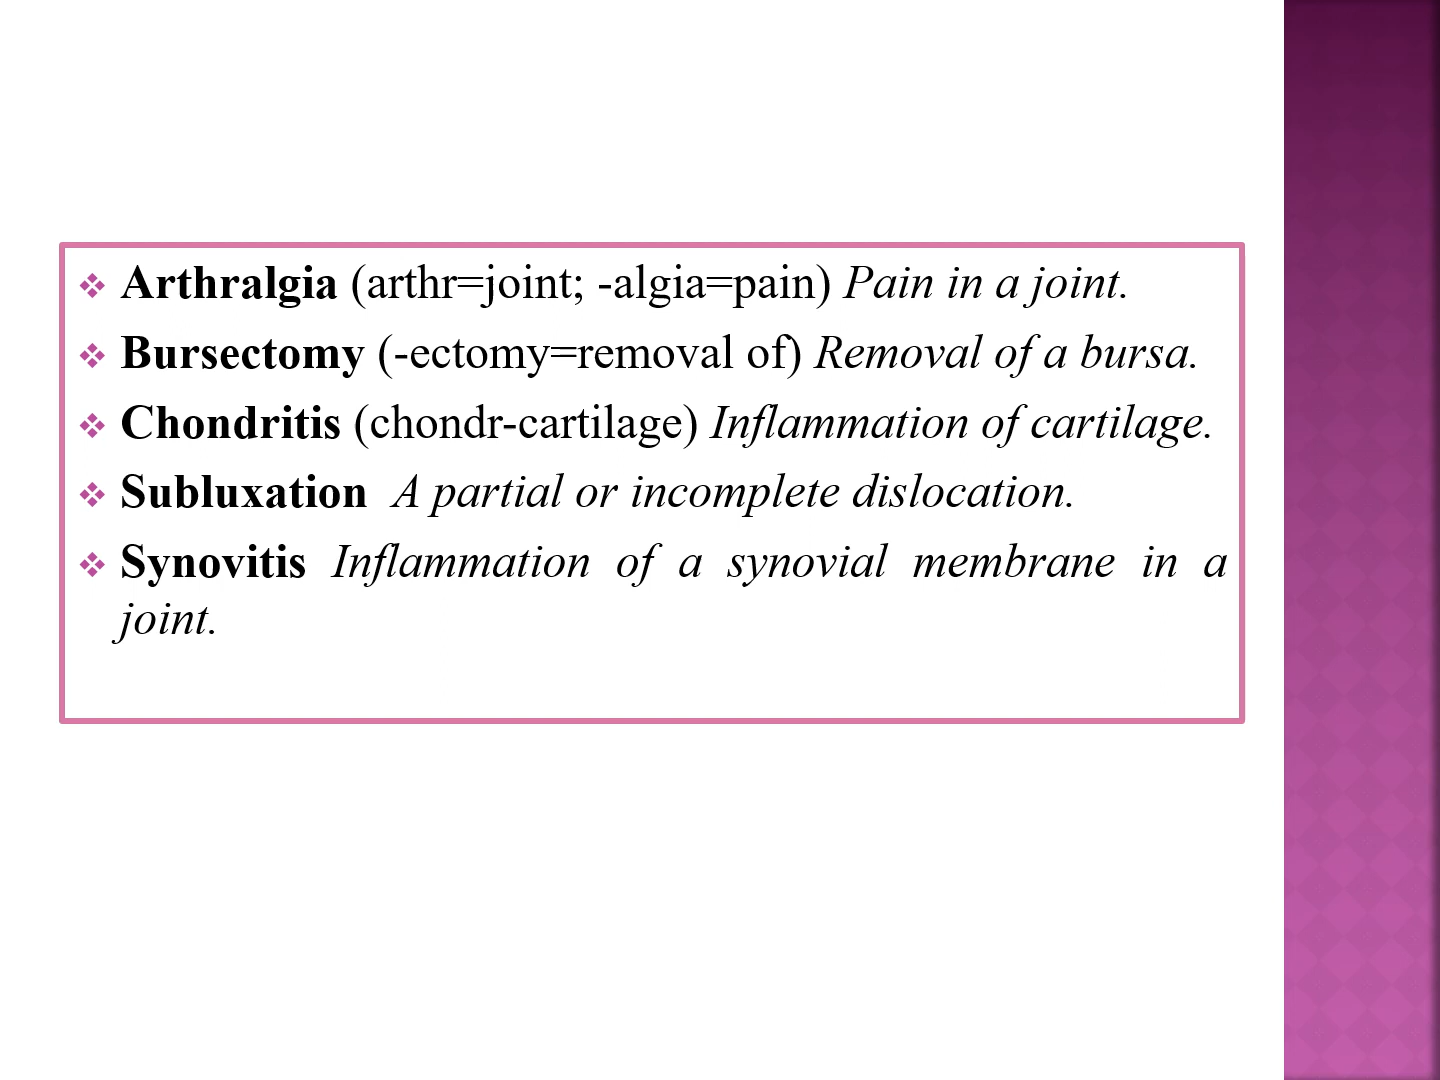 Arthralgia (arthr=joint; -algia=pain) Pain in a joint.
Bursectomy (-ectomy=removal of) Removal of a bursa.
Chondritis (chondr-cartilage) Inflammation of cartilage.
Subluxation A partial or incomplete dislocation.
Synovitis Inflammation of a synovial membrane in a
joint.